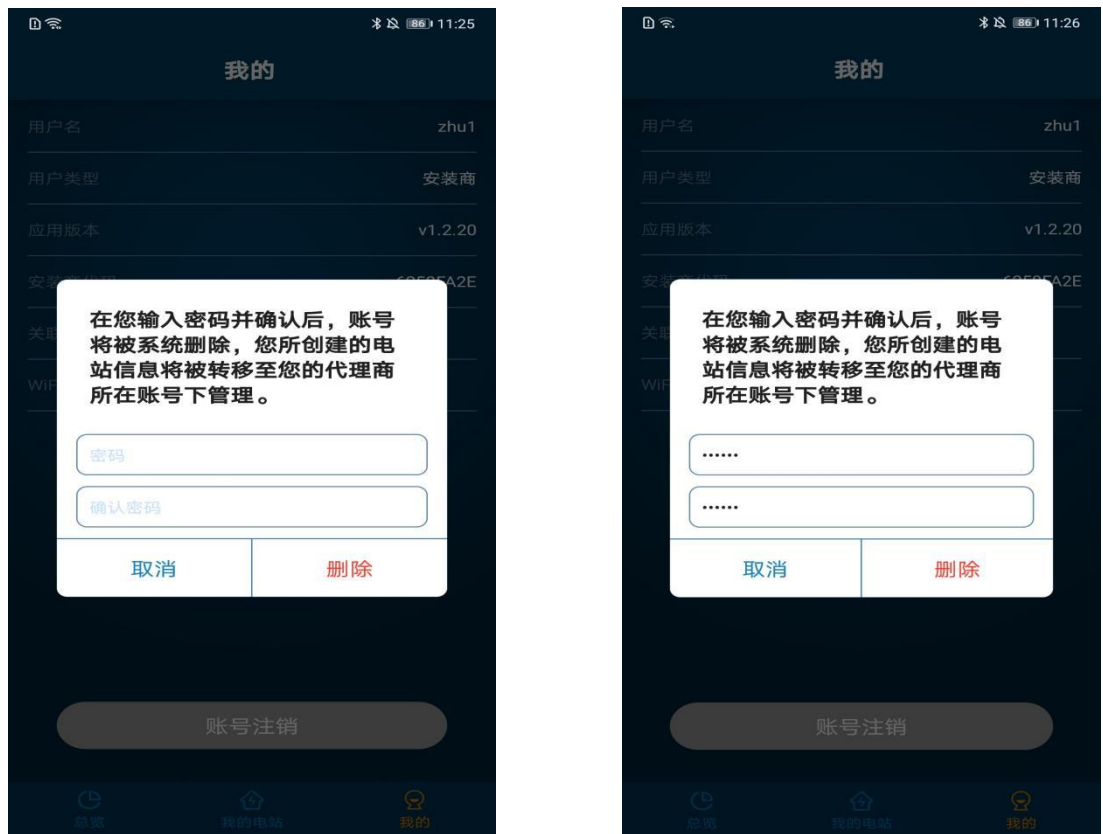 86 11:25
我的
用户名 zhu1
用户类型 安装商
应用版本 v1.2.20
在您输入密码并确认后，账号
将被系统删除，您所创建的电
站信息将被转移至您的代理商
所在账号下管理。
密码
确认密码
取消 删除
账号注销
总览 我的电站 我的
86 11:26
我的
用户名 zhu1
用户类型 安装商
应用版本 v1.2.20
在您输入密码并确认后，账号
将被系统删除，您所创建的电
站信息将被转移至您的代理商
所在账号下管理。
······
······
取消 删除
账号注销
总览 我的电站 我的